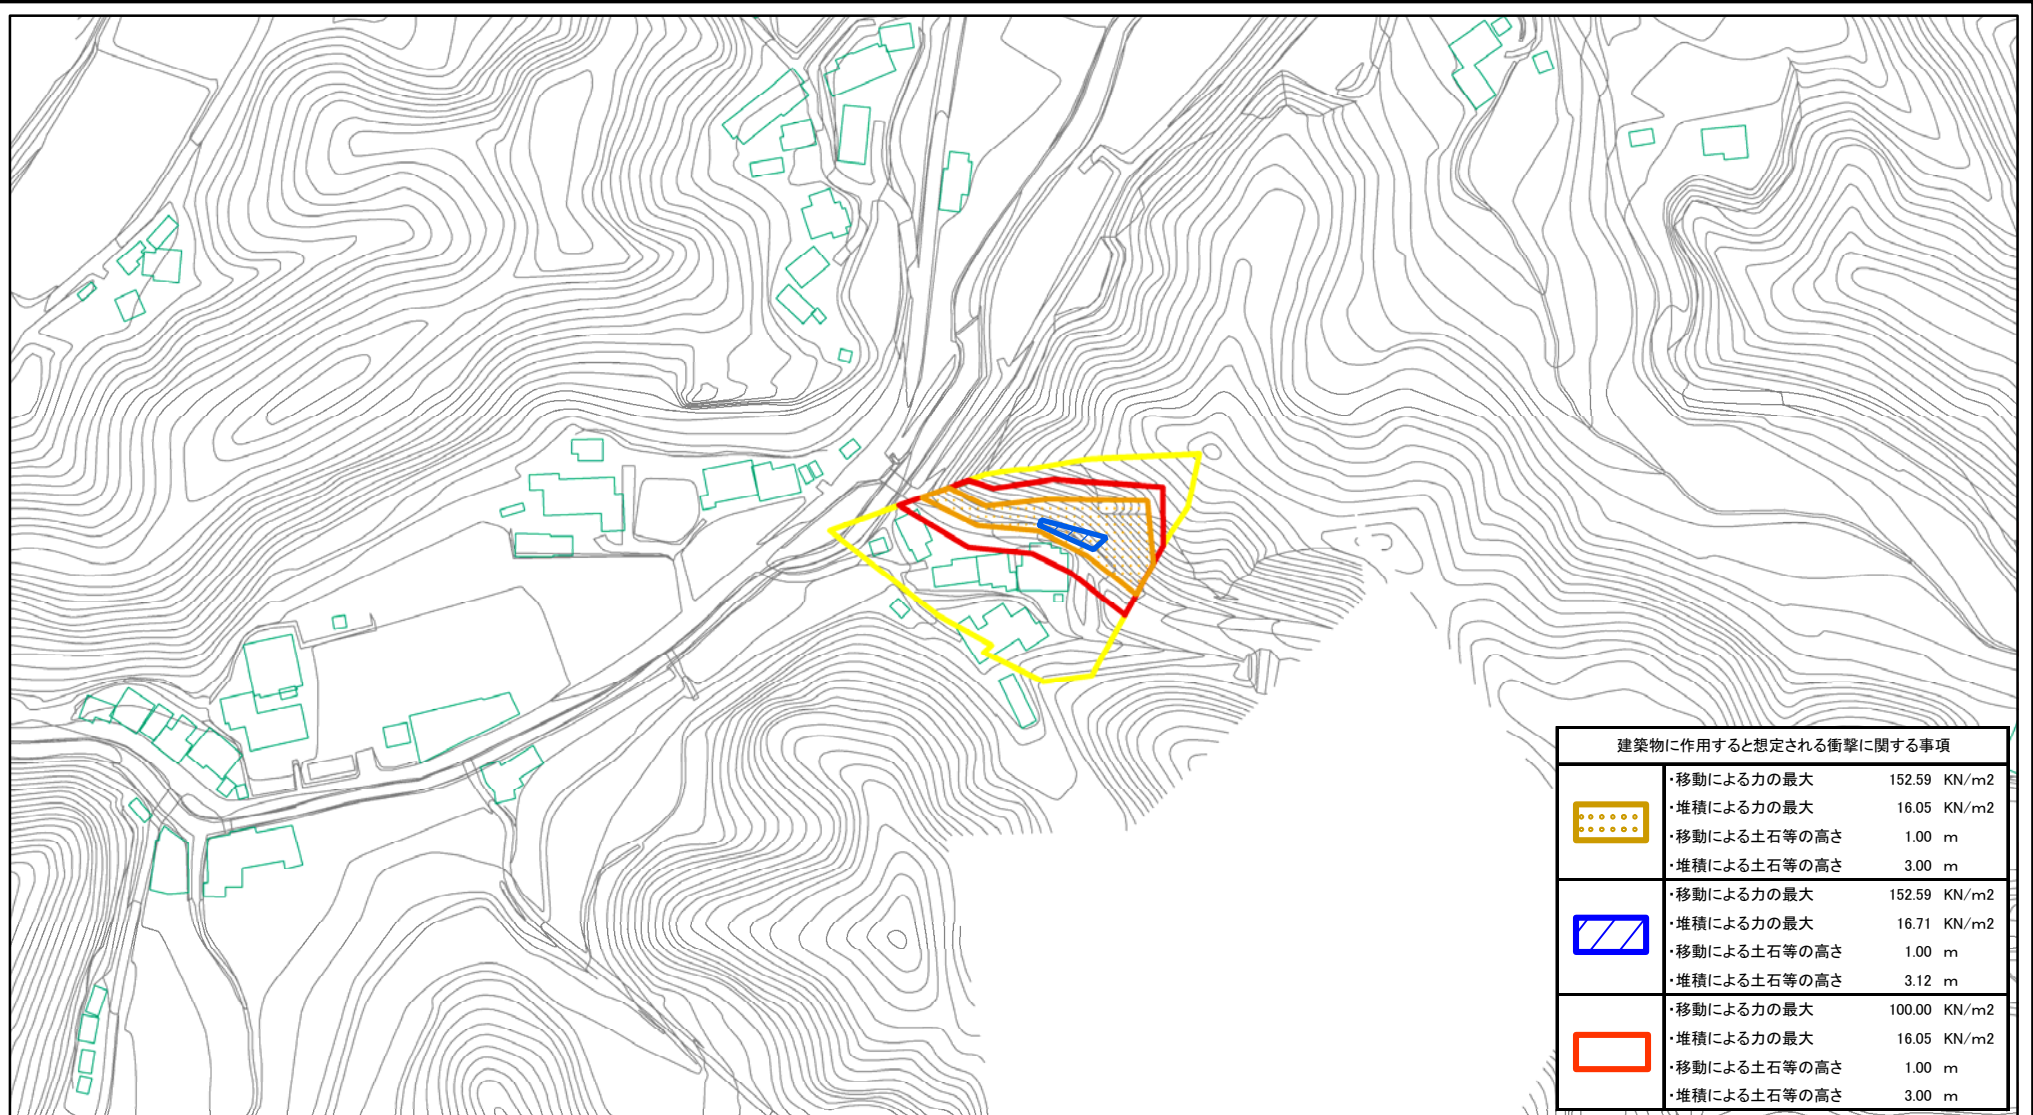 建築物に作用すると想定される衝撃に関する事項
・移動による力の最大 152.59 KN/m2
・堆積による力の最大 16.05 KN/m2
・移動による土石等の高さ 1.00 m
・堆積による土石等の高さ 3.00 m
・移動による力の最大 152.59 KN/m2
・堆積による力の最大 16.71 KN/m2
・移動による土石等の高さ 1.00 m
・堆積による土石等の高さ 3.12 m
・移動による力の最大 100.00 KN/m2
・堆積による力の最大 16.05 KN/m2
・移動による土石等の高さ 1.00 m
・堆積による土石等の高さ 3.00 m